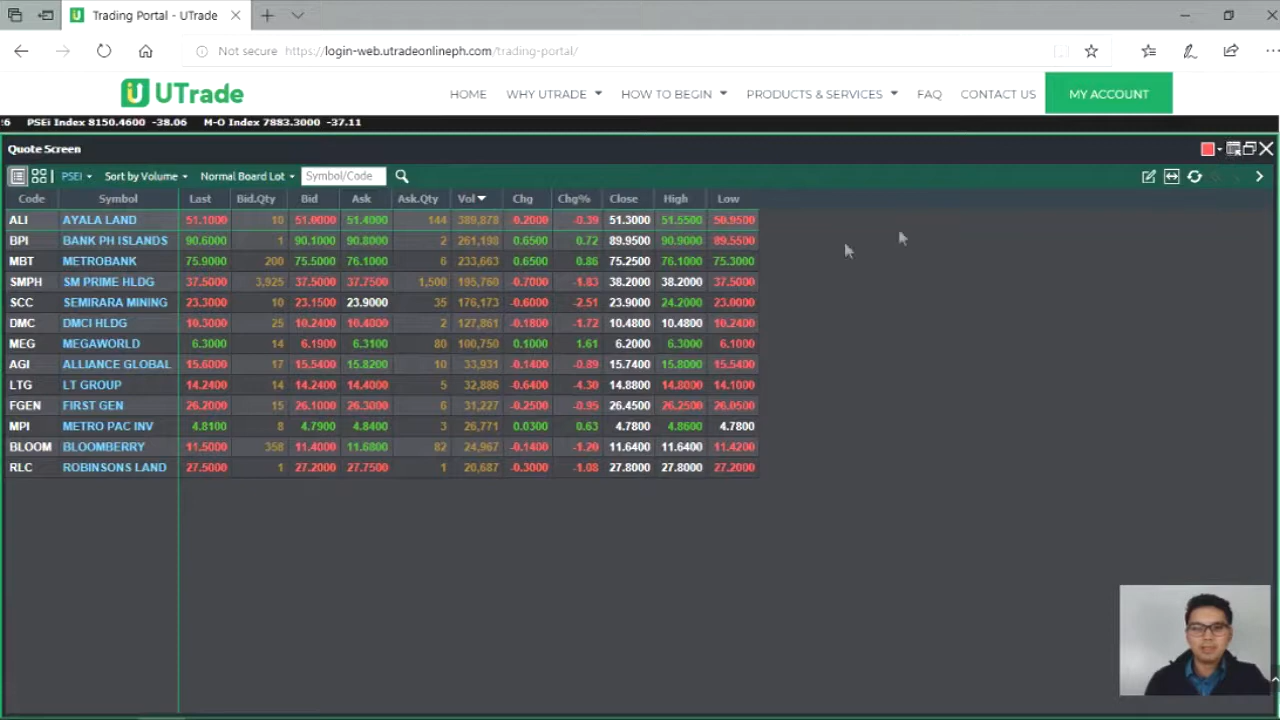 Trading Portal - UTrade
Not secure https://login-web.utradeonlineph.com/trading-portal/
UTrade HOME WHY UTRADE HOW TO BEGIN PRODUCTS & SERVICES FAQ CONTACT US MY ACCOUNT
:6 PSEi Index 8150.4600 -38.06 M-O Index 7883.3000 -37.11
Quote Screen
PSEI Sort by Volume Normal Board Lot Symbol/Code
Code Symbol Last Bid.Qty Bid Ask Ask.Qty Vol Chg Chg% Close High Low
ALI AYALA LAND 51.1000 10 51.0000 51.4000 144 389,878 -0.2000 -0.39 51.3000 51.5500 50.9500
BPI BANK PH ISLANDS 90.6000 1 90.1000 90.8000 2 261,198 0.6500 0.72 89.9500 90.9000 89.5500
MBT METROBANK 75.9000 200 75.5000 76.1000 6 233,663 0.6500 0.86 75.2500 76.1000 75.3000
SMPH SM PRIME HLDG 37.5000 3,925 37.5000 37.7500 1,500 195,760 -0.7000 -1.83 38.2000 38.2000 37.5000
SCC SEMIRARA MINING 23.3000 10 23.1500 23.9000 35 176,173 -0.6000 -2.51 23.9000 24.2000 23.0000
DMC DMCI HLDG 10.3000 25 10.2400 10.4000 2 127,861 -0.1800 -1.72 10.4800 10.4800 10.2400
MEG MEGAWORLD 6.3000 14 6.1900 6.3100 80 100,750 0.1000 1.61 6.2000 6.3000 6.1000
AGI ALLIANCE GLOBAL 15.6000 17 15.5400 15.8200 10 33,931 -0.1400 -0.89 15.7400 15.8000 15.5400
LTG LT GROUP 14.2400 14 14.2400 14.4000 5 32,886 -0.6400 -4.30 14.8800 14.8000 14.1000
FGEN FIRST GEN 26.2000 15 26.1000 26.3000 6 31,227 -0.2500 -0.95 26.4500 26.2500 26.0500
MPI METRO PAC INV 4.8100 8 4.7900 4.8400 3 26,771 0.0300 0.63 4.7800 4.8600 4.7800
BLOOM BLOOMBERRY 11.5000 358 11.4000 11.6800 82 24,967 -0.1400 -1.20 11.6400 11.6400 11.4200
RLC ROBINSONS LAND 27.5000 1 27.2000 27.7500 1 20,687 -0.3000 -1.08 27.8000 27.8000 27.2000